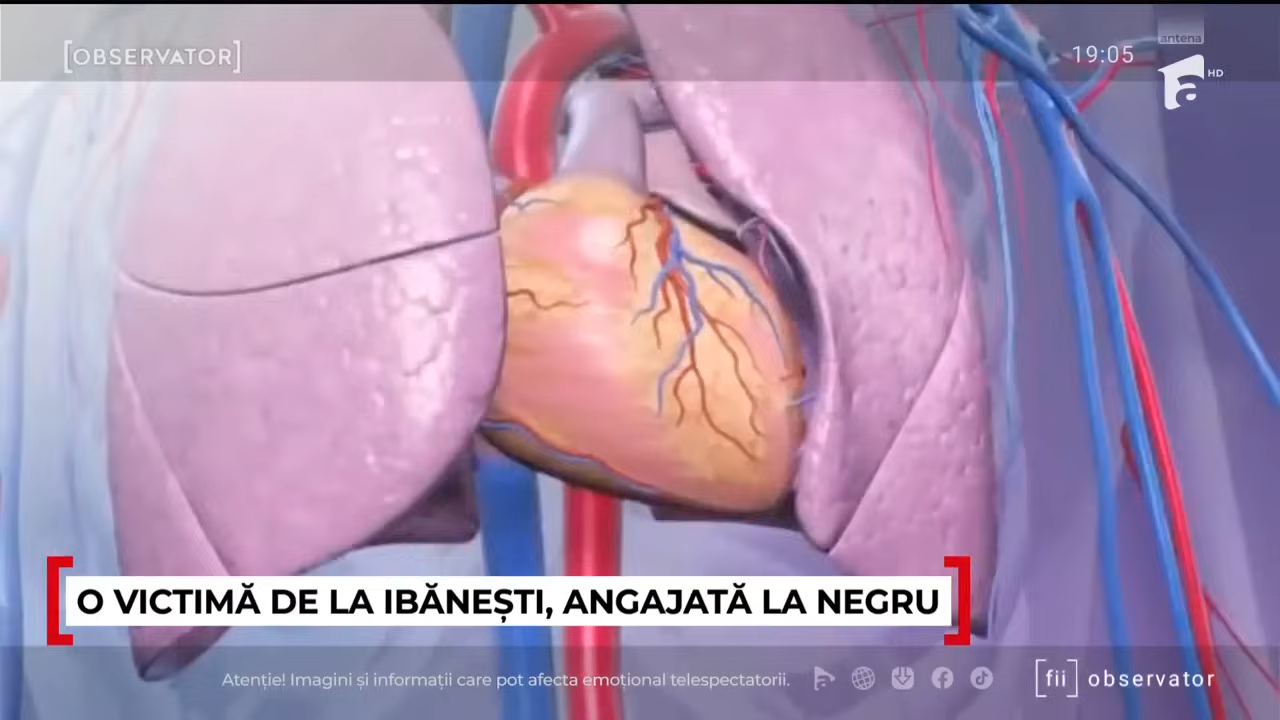 [OBSERVATOR]
19:05
antena
a HD
O VICTIMĂ DE LA IBĂNEȘTI, ANGAJATĂ LA NEGRU
Atenție! Imagini și informații care pot afecta emoțional telespectatorii.
[fii] observator